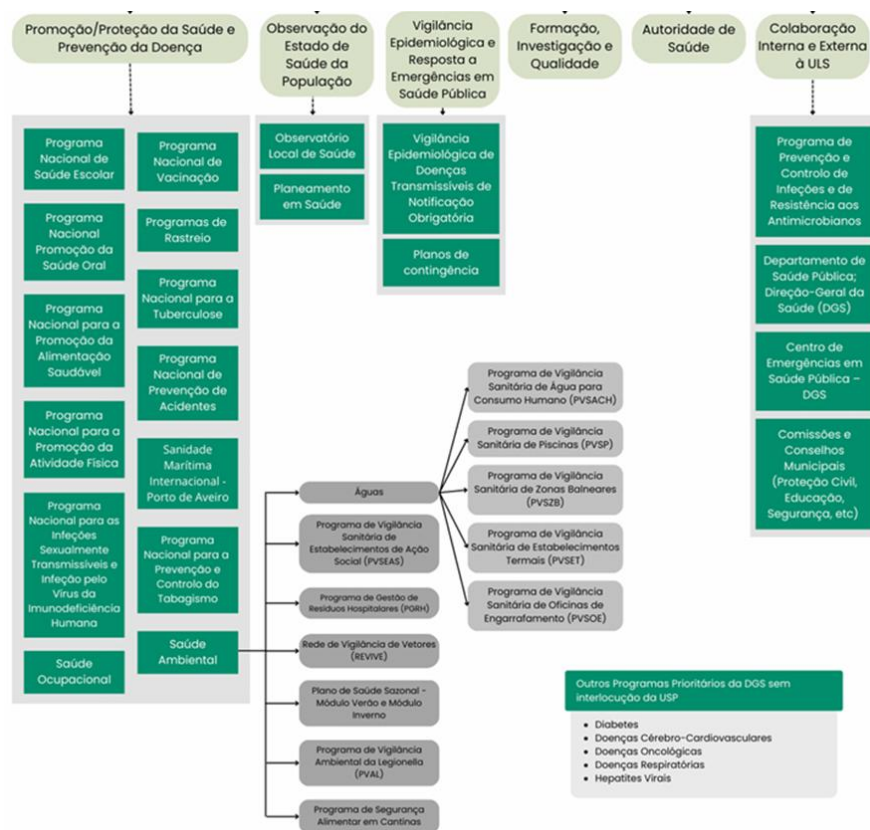 Promoção/Proteção da Saúde e
Prevenção da Doença
Observação do
Estado de
Saúde da
População
Vigilância
Epidemiológica e
Resposta a
Emergências em
Saúde Pública
Formação,
Investigação e
Qualidade
Autoridade de
Saúde
Colaboração
Interna e Externa
à ULS
Programa
Nacional de
Saúde Escolar
Programa
Nacional
Promoção da
Saúde Oral
Programa
Nacional para a
Promoção da
Alimentação
Saudável
Programa
Nacional para a
Promoção da
Atividade Física
Programa
Nacional para as
Infeções
Sexualmente
Transmissíveis e
Infeção pelo
Vírus da
Imunodeficiência
Humana
Saúde
Ocupacional
Programa
Nacional de
Vacinação
Programas de
Rastreio
Programa
Nacional para a
Tuberculose
Programa
Nacional de
Prevenção de
Acidentes
Sanidade
Marítima
Internacional -
Porto de Aveiro
Programa
Nacional para a
Prevenção e
Controlo do
Tabagismo
Saúde
Ambiental
Observatório
Local de Saúde
Planeamento
em Saúde
Vigilância
Epidemiológica de
Doenças
Transmissíveis de
Notificação
Obrigatória
Planos de
contingência
Programa de
Prevenção e
Controlo de
Infeções e de
Resistência aos
Antimicrobianos
Departamento de
Saúde Pública;
Direção-Geral da
Saúde (DGS)
Centro de
Emergências em
Saúde Pública –
DGS
Comissões e
Conselhos
Municipais
(Proteção Civil,
Educação,
Segurança, etc)
Águas
Programa de Vigilância
Sanitária de
Estabelecimentos de Ação
Social (PVSEAS)
Programa de Gestão de
Resíduos Hospitalares (PGRH)
Rede de Vigilância de Vetores
(REVIVE)
Plano de Saúde Sazonal -
Módulo Verão e Módulo
Inverno
Programa de Vigilância
Ambiental da Legionella
(PVAL)
Programa de Segurança
Alimentar em Cantinas
Programa de Vigilância
Sanitária de Água para
Consumo Humano (PVSACH)
Programa de Vigilância
Sanitária de Piscinas (PVSP)
Programa de Vigilância
Sanitária de Zonas Balneares
(PVSZB)
Programa de Vigilância
Sanitária de Estabelecimentos
Termais (PVSET)
Programa de Vigilância
Sanitária de Oficinas de
Engarrafamento (PVSOE)
Outros Programas Prioritários da DGS sem
interlocução da USP
• Diabetes
• Doenças Cérebro-Cardiovasculares
• Doenças Oncológicas
• Doenças Respiratórias
• Hepatites Virais